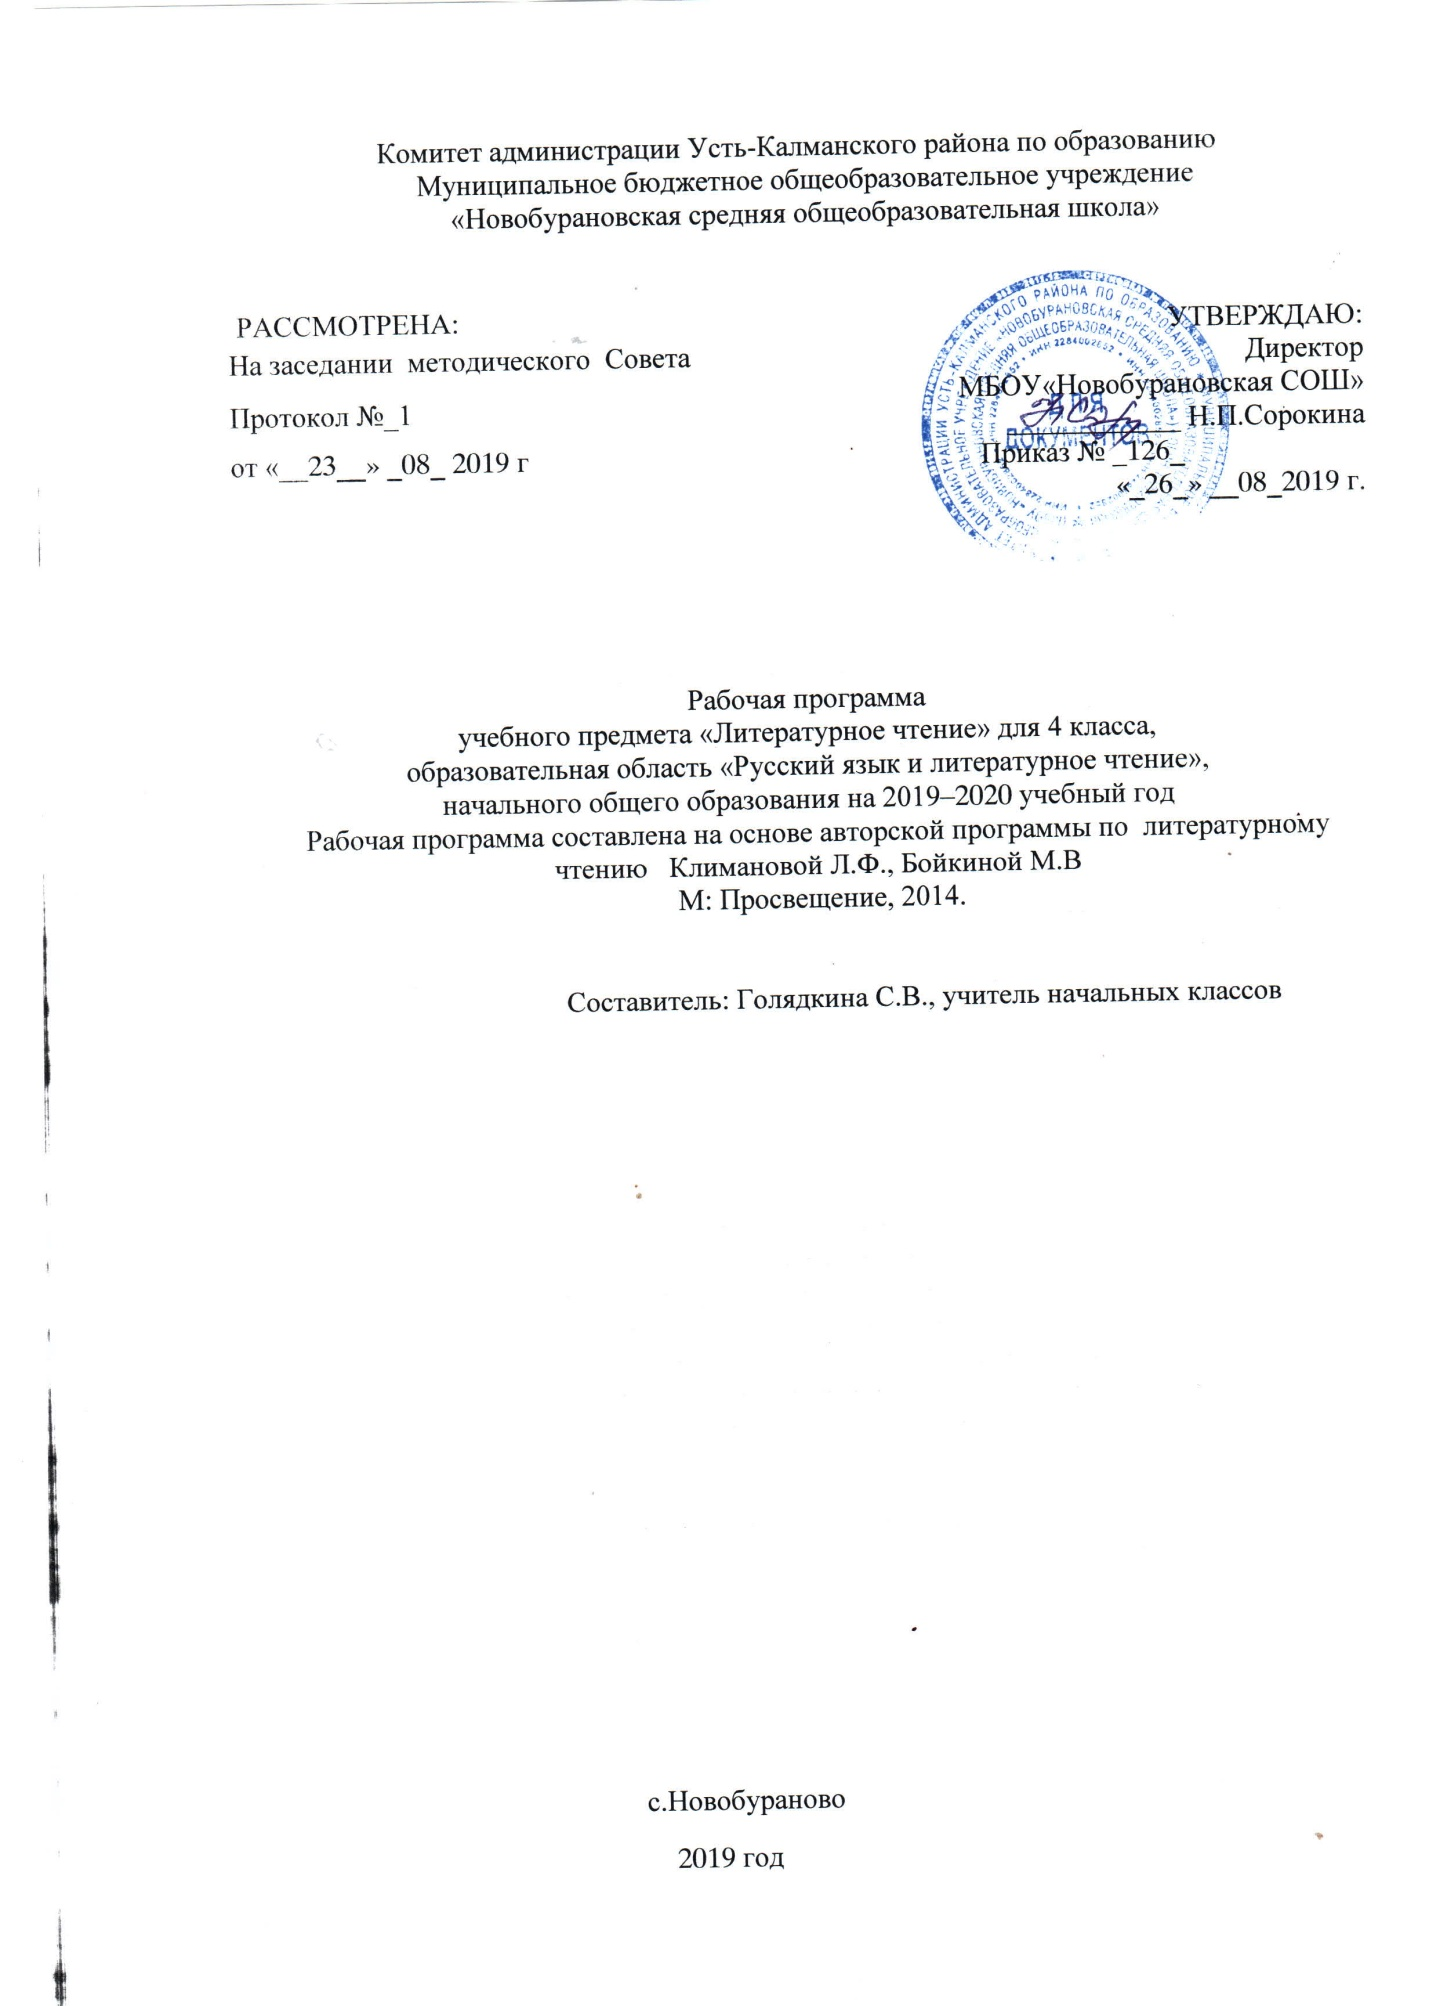 Комитет администрации Усть-Калманского района по образованию
Муниципальное бюджетное общеобразовательное учреждение
«Новобурановская средняя общеобразовательная школа»
РАССМОТРЕНА:
На заседании методического Совета
Протокол №_1
от «__23__» _08_ 2019 г
УТВЕРЖДАЮ:
Директор
МБОУ«Новобурановская СОШ»
____________ Н.П.Сорокина
Приказ № _126_
«_26_» __08_2019 г.
ДЛЯ
ДОКУМЕНТОВ
Рабочая программа
учебного предмета «Литературное чтение» для 4 класса,
образовательная область «Русский язык и литературное чтение»,
начального общего образования на 2019–2020 учебный год
Рабочая программа составлена на основе авторской программы по литературному
чтению Климановой Л.Ф., Бойкиной М.В
М: Просвещение, 2014.
Составитель: Голядкина С.В., учитель начальных классов
с.Новобураново
2019 год